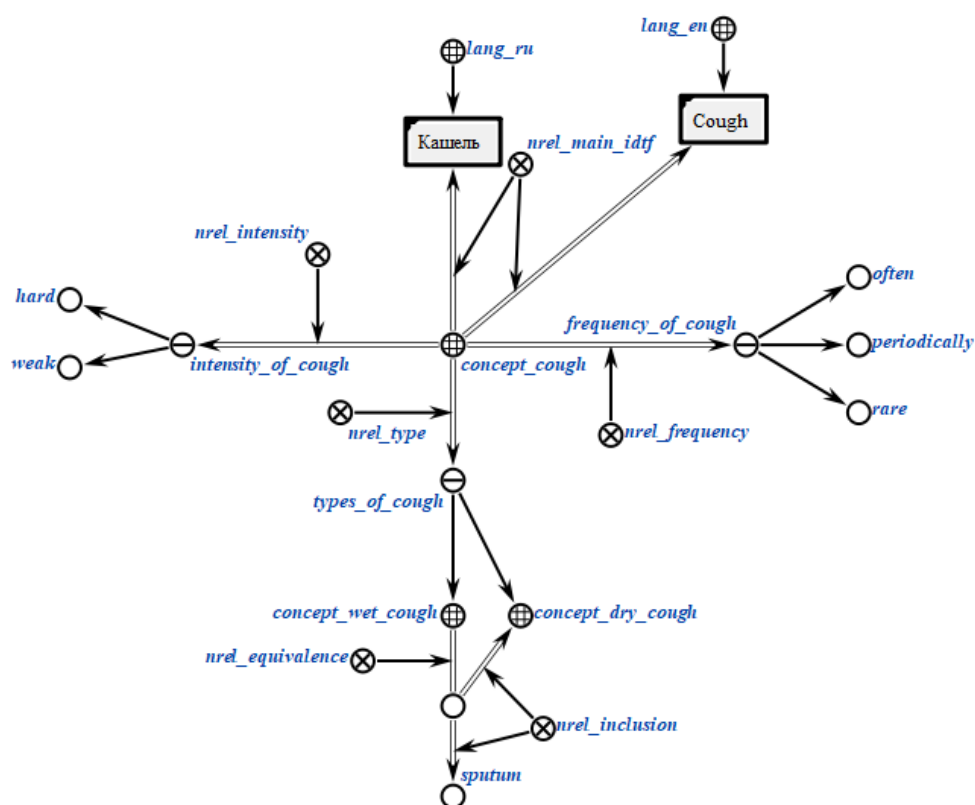 lang_en
lang_ru
Cough
Кашель
nrel_main_idtf
nrel_intensity
often
hard
frequency_of_cough
periodically
weak
intensity_of_cough
concept_cough
rare
nrel_type
nrel_frequency
types_of_cough
concept_wet_cough
concept_dry_cough
nrel_equivalence
nrel_inclusion
sputum